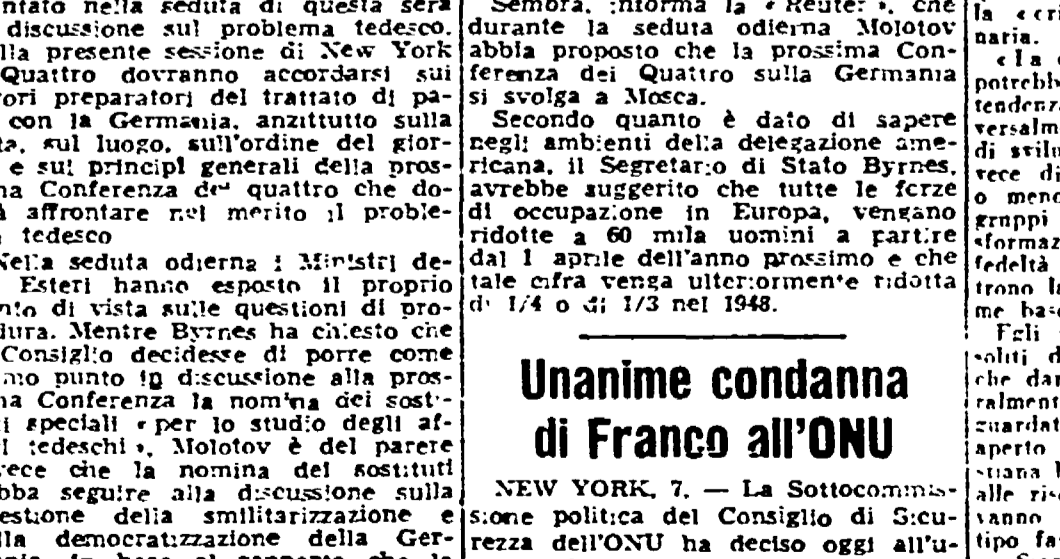 ntato nella seduta di questa sera
discussione sul problema tedesco.
lla presente sessione di New York
Quattro dovranno accordarsi sui
tori preparatori del trattato di pa-
con la Germania, anzittutto sulla
sul luogo, sull'ordine del gior-
e sui principi generali della pros-
na Conferenza dei quattro che do-
affrontare nel merito il proble-
tedesco
Nella seduta odierna i Ministri de-
Esteri hanno esposto il proprio
nto di vista sulle questioni di pro-
dura. Mentre Byrnes ha chiesto che
Consiglio decidesse di porre come
mo punto in discussione alla pros-
na Conferenza la nomina dei sost'-
ti speciali « per lo studio degli af-
ri tedeschi », Molotov è del parere
vece che la nomina dei sostituti
bba seguire alla discussione sulla
estione della smilitarizzazione e
lla democratizzazione della Ger-
Sembra, informa la « Reuter », che
durante la seduta odierna Molotov
abbia proposto che la prossima Con-
ferenza dei Quattro sulla Germania
si svolga a Mosca.
Secondo quanto è dato di sapere
negli ambienti della delegazione ame-
ricana, il Segretario di Stato Byrnes,
avrebbe suggerito che tutte le forze
di occupazione in Europa, vengano
ridotte a 60 mila uomini a partire
dal 1 aprile dell'anno prossimo e che
tale cifra venga ulteriormente ridotta
di 1/4 o di 1/3 nel 1948.
Unanime condanna
di Franco all'ONU
NEW YORK, 7. — La Sottocommis-
sione politica del Consiglio di Sicu-
rezza dell'ONU ha deciso oggi all'u-
la « cri
naria.
« La
potrebb
tendenz
versalm
di svilu
vece di
o meno
gruppi
sformaz
fedeltà
trono la
me bas
Egli
soliti d
che dan
ralment
guardat
aperto
stiana
alle ris
vanno
tipo fa